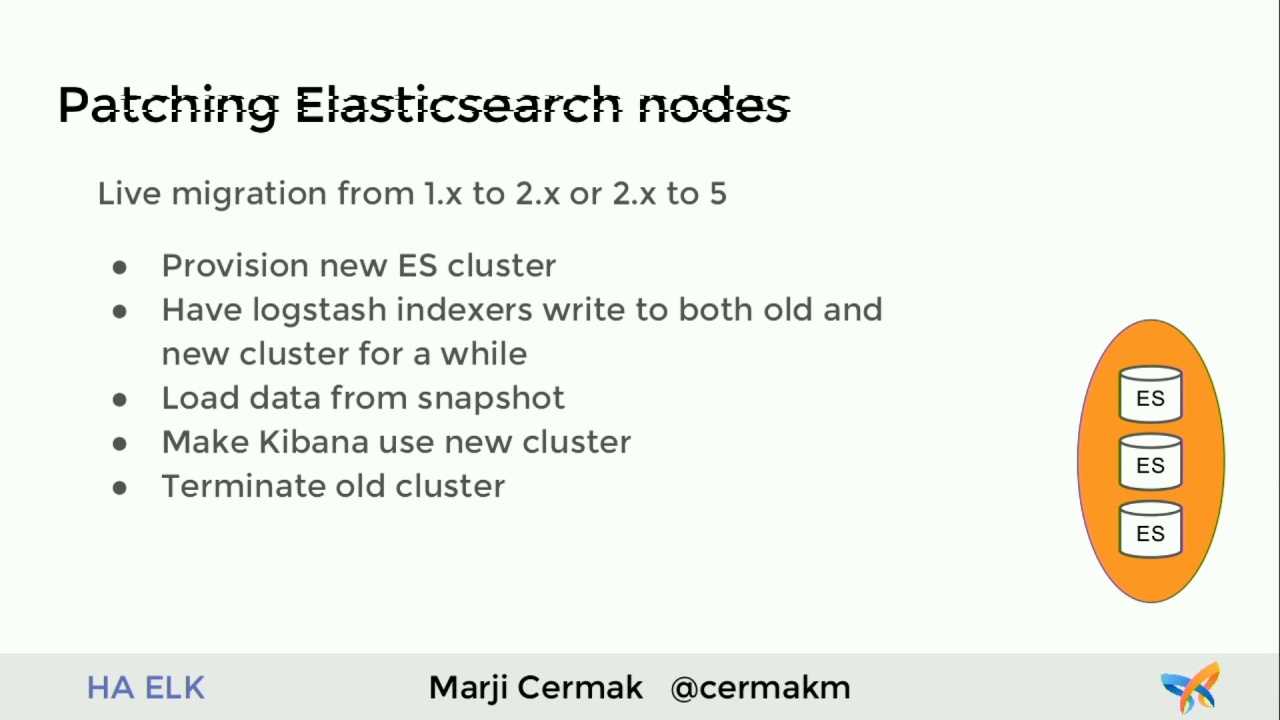 Patching Elasticsearch nodes
Live migration from 1.x to 2.x or 2.x to 5
● Provision new ES cluster
● Have logstash indexers write to both old and
new cluster for a while
● Load data from snapshot
● Make Kibana use new cluster
● Terminate old cluster
ES
ES
ES
HA ELK
Marji Cermak @cermakm